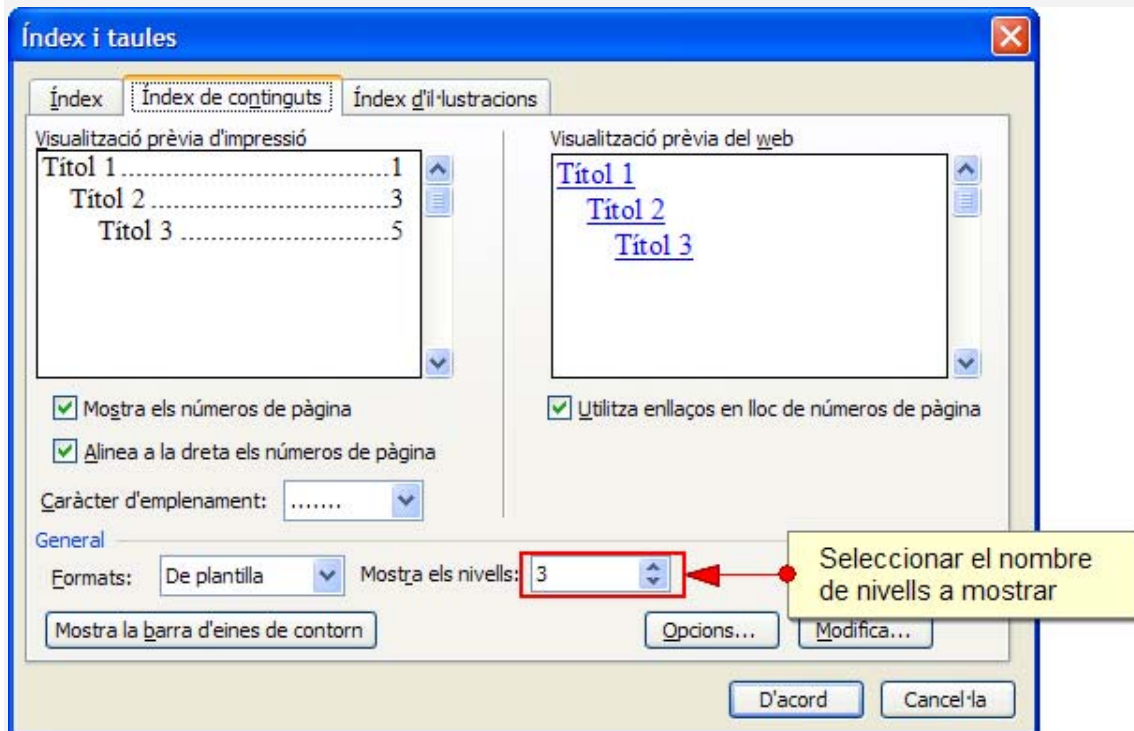 Índex i taules
Índex
Índex de continguts
Índex d'il·lustracions
Visualització prèvia d'impressió
Títol 1..............................1
Títol 2...........................3
Títol 3........................5
Visualització prèvia del web
Títol 1
Títol 2
Títol 3
Mostra els números de pàgina
Alinea a la dreta els números de pàgina
Utilitza enllaços en lloc de números de pàgina
Caràcter d'emplenament: .......
General
Formats: De plantilla
Mostra els nivells: 3
Seleccionar el nombre
de nivells a mostrar
Mostra la barra d'eines de contorn
Opcions...
Modifica...
D'acord
Cancel·la